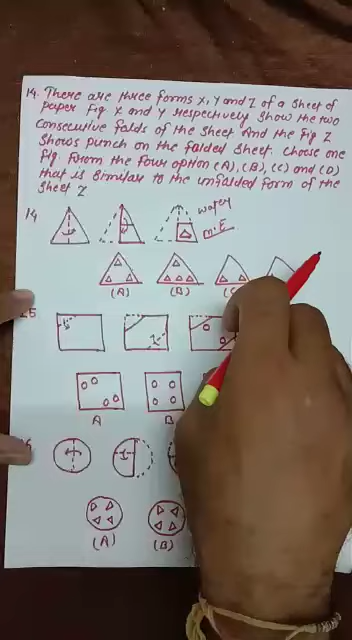 14. There are three forms X, Y and Z of a sheet of
paper Fig X and Y respectively show the two
Consecutive folds of the Sheet and the Fig Z
Shows punch on the folded sheet. Choose one
Fig. From the Four option (A), (B), (C) and (D)
that is similar to the unfolded form of the
Sheet Z
14
water
M.E
(A) (B) (C
A B
(A) (B)